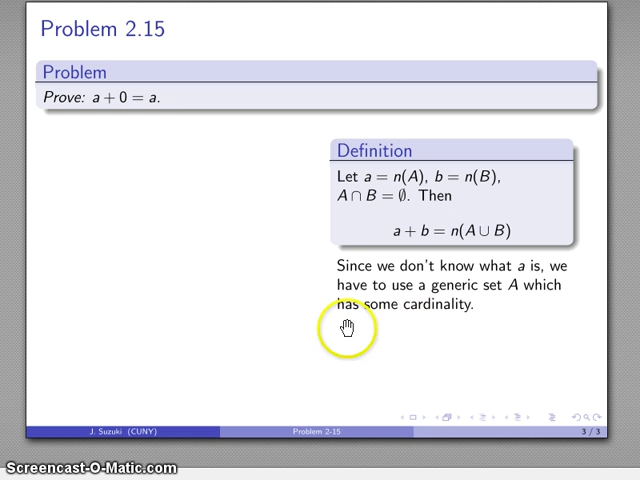 Problem 2.15
Problem
Prove: a + 0 = a.
Definition
Let a = n(A), b = n(B),
A ∩ B = ∅. Then
a + b = n(A ∪ B)
Since we don't know what a is, we
have to use a generic set A which
has some cardinality.
J. Suzuki (CUNY)
Problem 2-15
3 / 3
Screencast-O-Matic.com